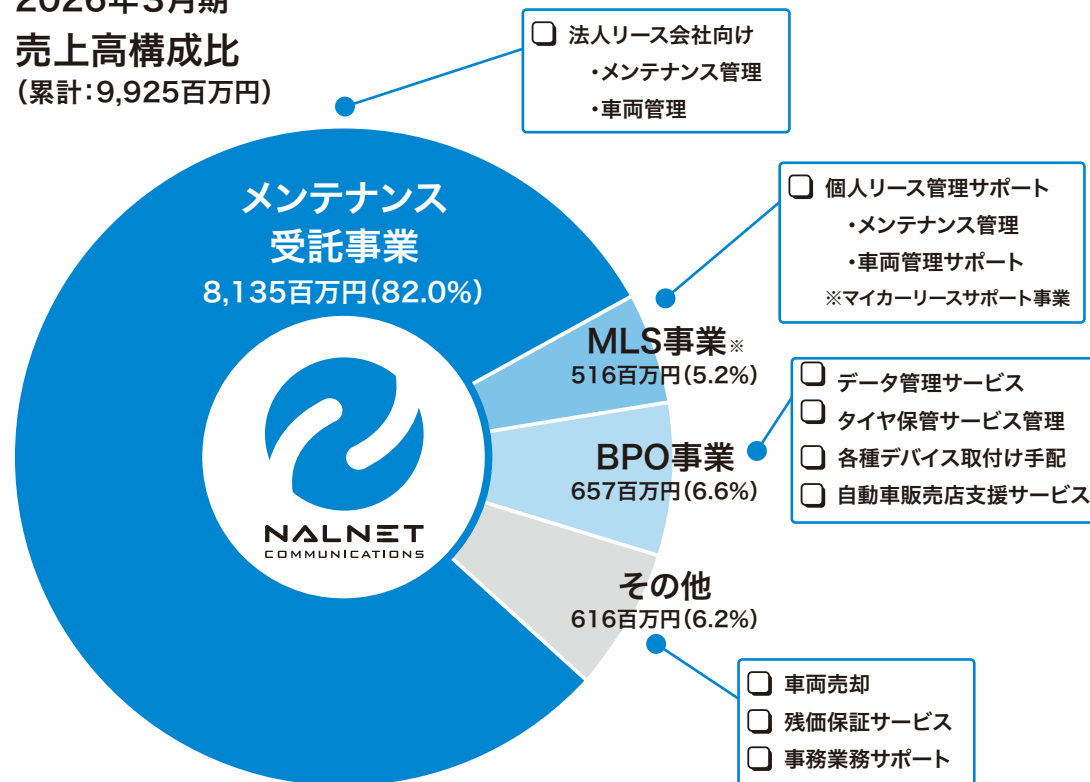 2026年3月期
売上高構成比
(累計:9,925百万円)
法人リース会社向け
・メンテナンス管理
・車両管理
メンテナンス
受託事業
8,135百万円(82.0%)
個人リース管理サポート
・メンテナンス管理
・車両管理サポート
※マイカーリースサポート事業
MLS事業※
516百万円(5.2%)
データ管理サービス
タイヤ保管サービス管理
各種デバイス取付け手配
自動車販売店支援サービス
BPO事業
657百万円(6.6%)
NALNET
COMMUNICATIONS
その他
616百万円(6.2%)
車両売却
残価保証サービス
事務業務サポート